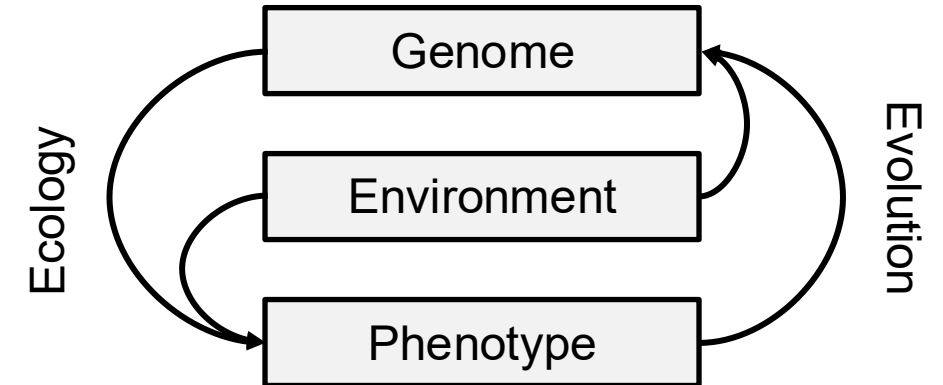 Genome
Environment
Phenotype
Ecology
Evolution